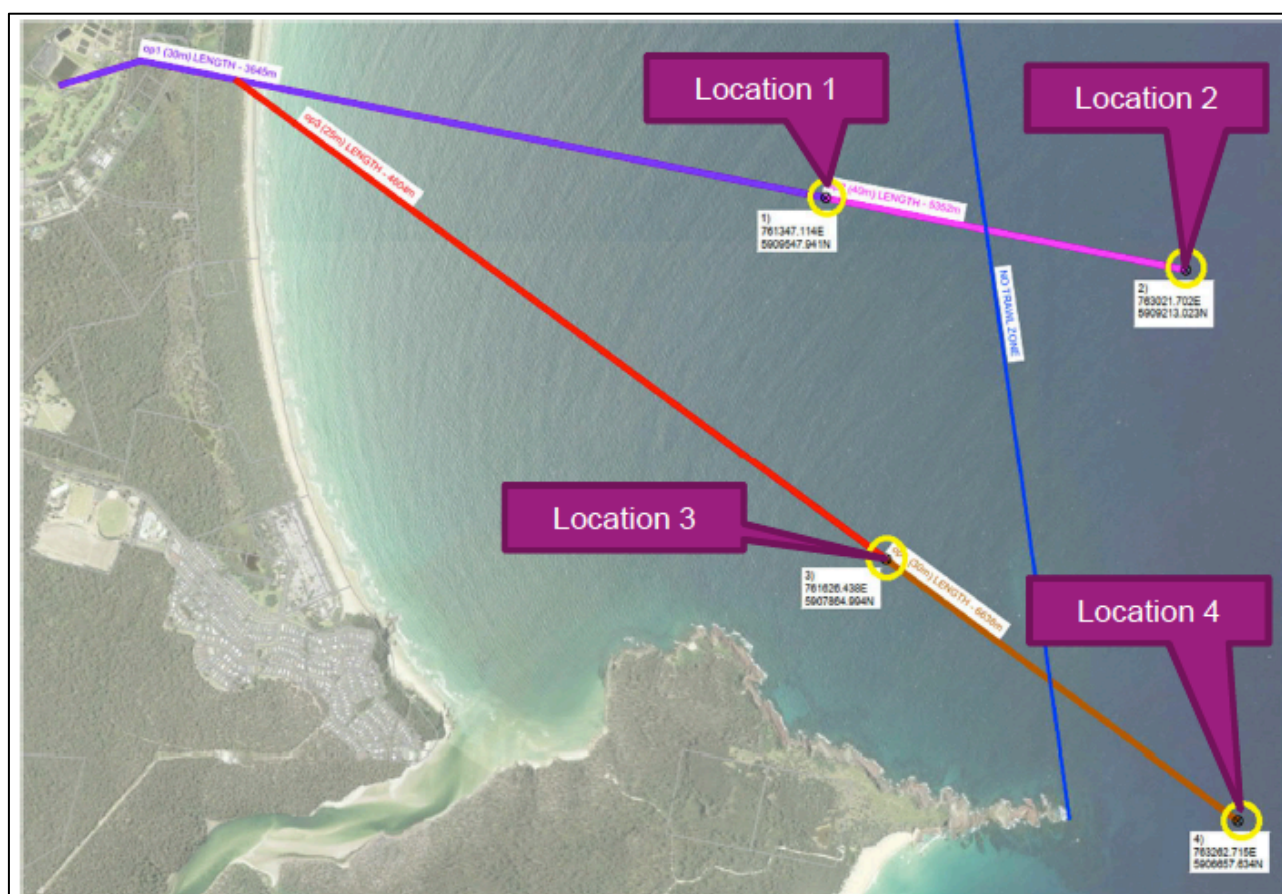 op1 (30m) LENGTH - 3645m
Location 1
Location 2
op3 (25m) LENGTH - 4604m
(40m) LENGTH - 5352m
1)
761347.114E
5909547.941N
2)
763021.702E
5909213.023N
NO TRAWL ZONE
Location 3
(30m) LENGTH - 6638m
3)
761626.438E
5907864.994N
Location 4
4)
763262.715E
5906657.634N